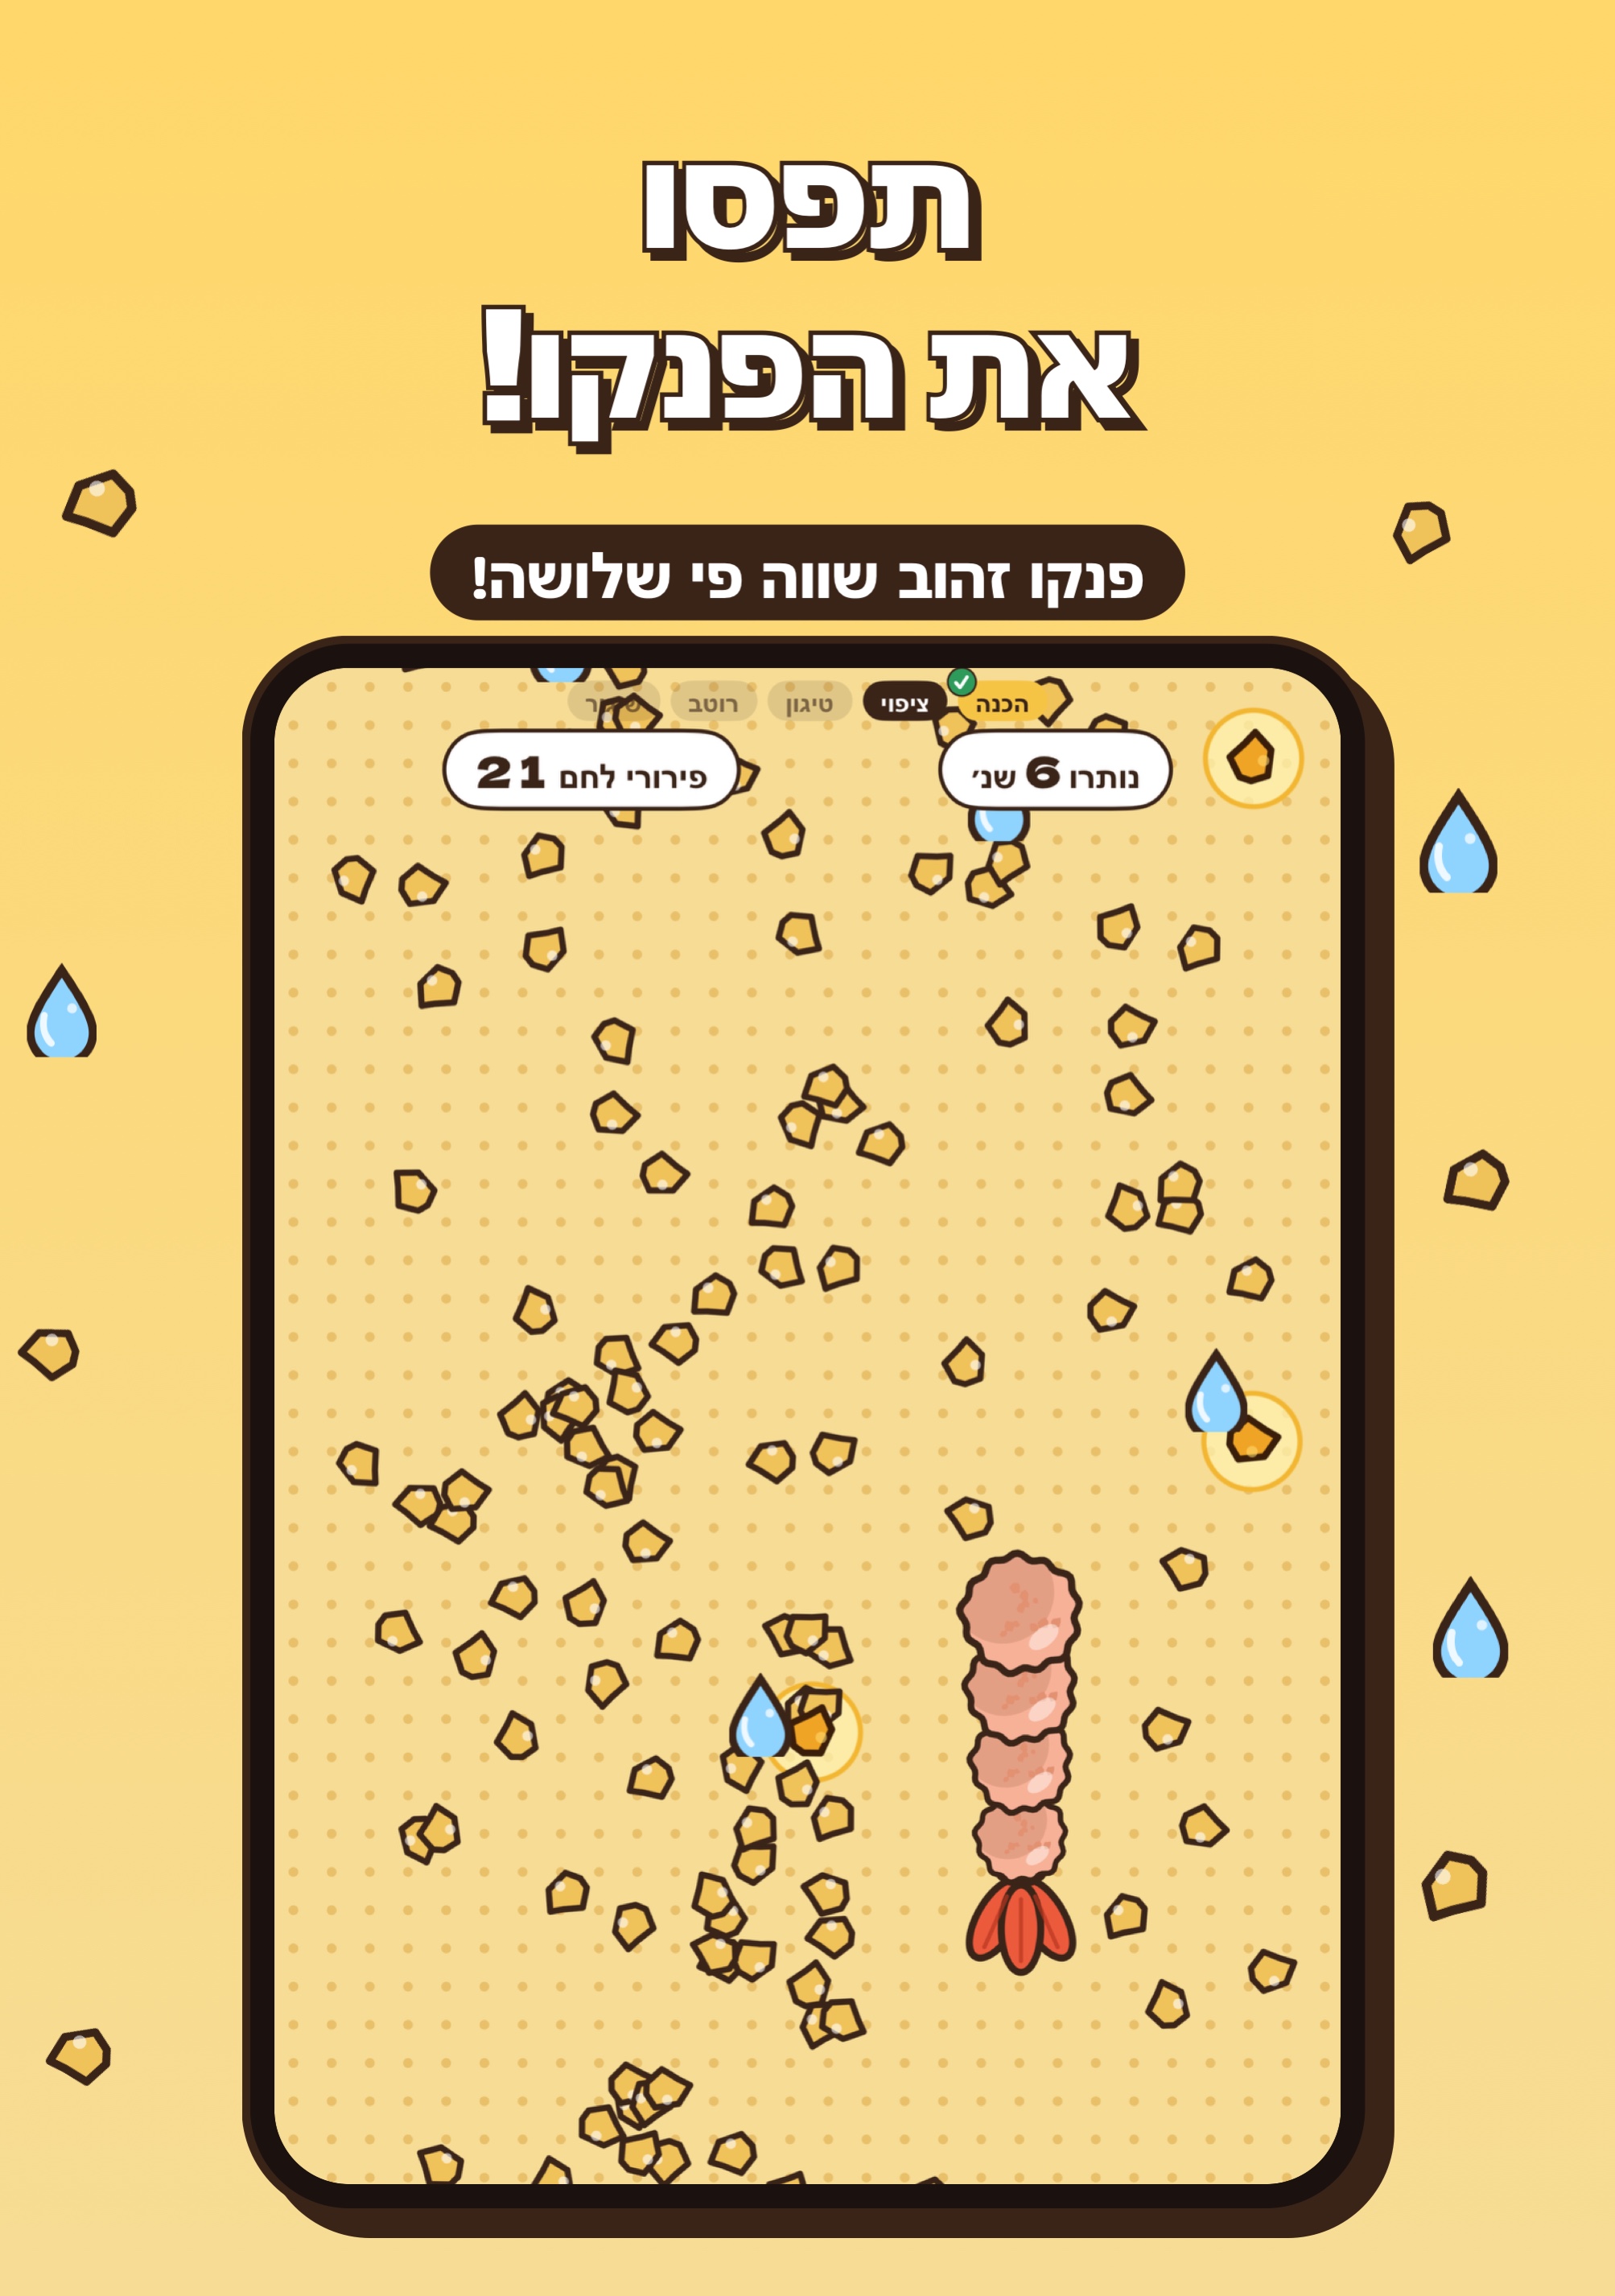 תפסו
את הפנקו!
פנקו זהוב שווה פי שלושה!
הכנה ציפוי טיגון רוטב
נותרו 6 שנ׳
פירורי לחם 21